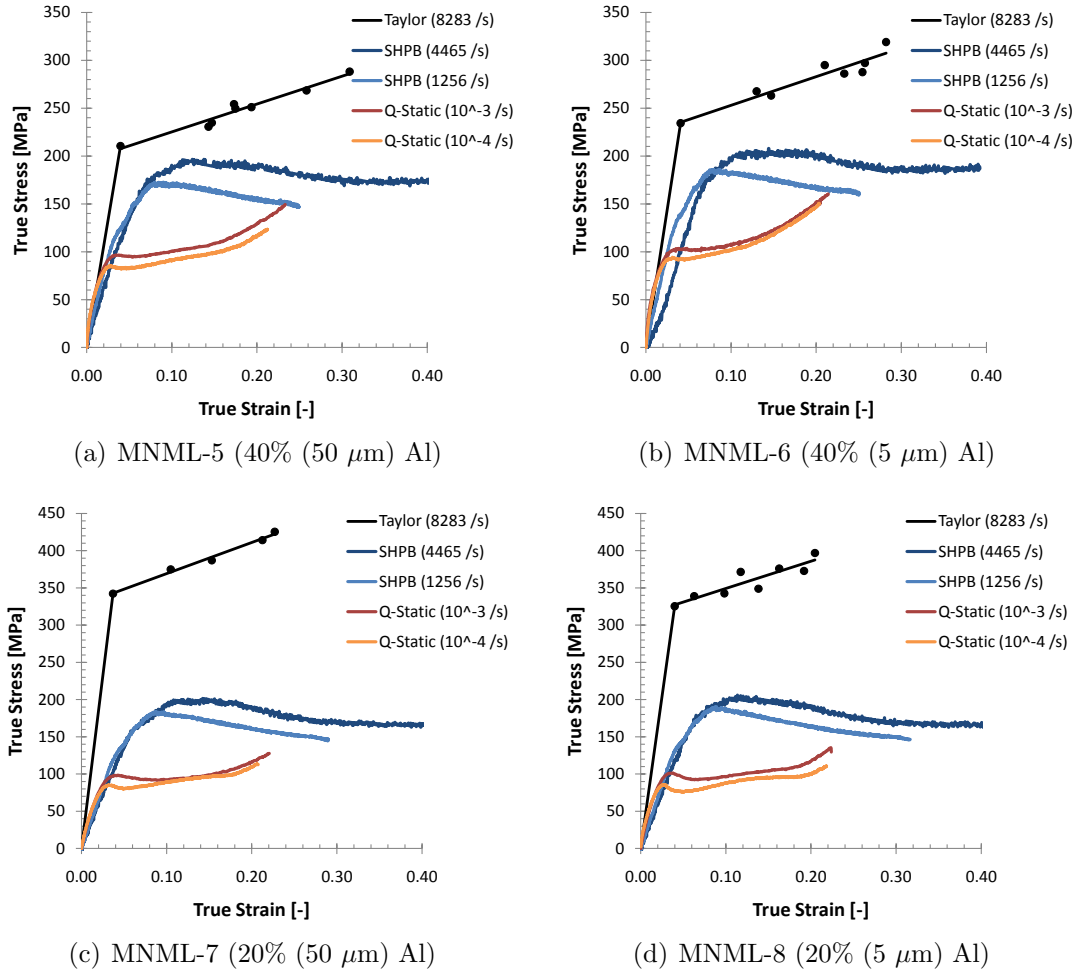 Taylor (8283 /s)
SHPB (4465 /s)
SHPB (1256 /s)
Q-Static (10^-3 /s)
Q-Static (10^-4 /s)
350
300
250
200
150
100
50
0
True Stress [MPa]
0.00 0.10 0.20 0.30 0.40
True Strain [-]
(a) MNML-5 (40% (50 μm) Al)
Taylor (8283 /s)
SHPB (4465 /s)
SHPB (1256 /s)
Q-Static (10^-3 /s)
Q-Static (10^-4 /s)
350
300
250
200
150
100
50
0
True Stress [MPa]
0.00 0.10 0.20 0.30 0.40
True Strain [-]
(b) MNML-6 (40% (5 μm) Al)
Taylor (8283 /s)
SHPB (4465 /s)
SHPB (1256 /s)
Q-Static (10^-3 /s)
Q-Static (10^-4 /s)
450
400
350
300
250
200
150
100
50
0
True Stress [MPa]
0.00 0.10 0.20 0.30 0.40
True Strain [-]
(c) MNML-7 (20% (50 μm) Al)
Taylor (8283 /s)
SHPB (4465 /s)
SHPB (1256 /s)
Q-Static (10^-3 /s)
Q-Static (10^-4 /s)
450
400
350
300
250
200
150
100
50
0
True Stress [MPa]
0.00 0.10 0.20 0.30 0.40
True Strain [-]
(d) MNML-8 (20% (5 μm) Al)